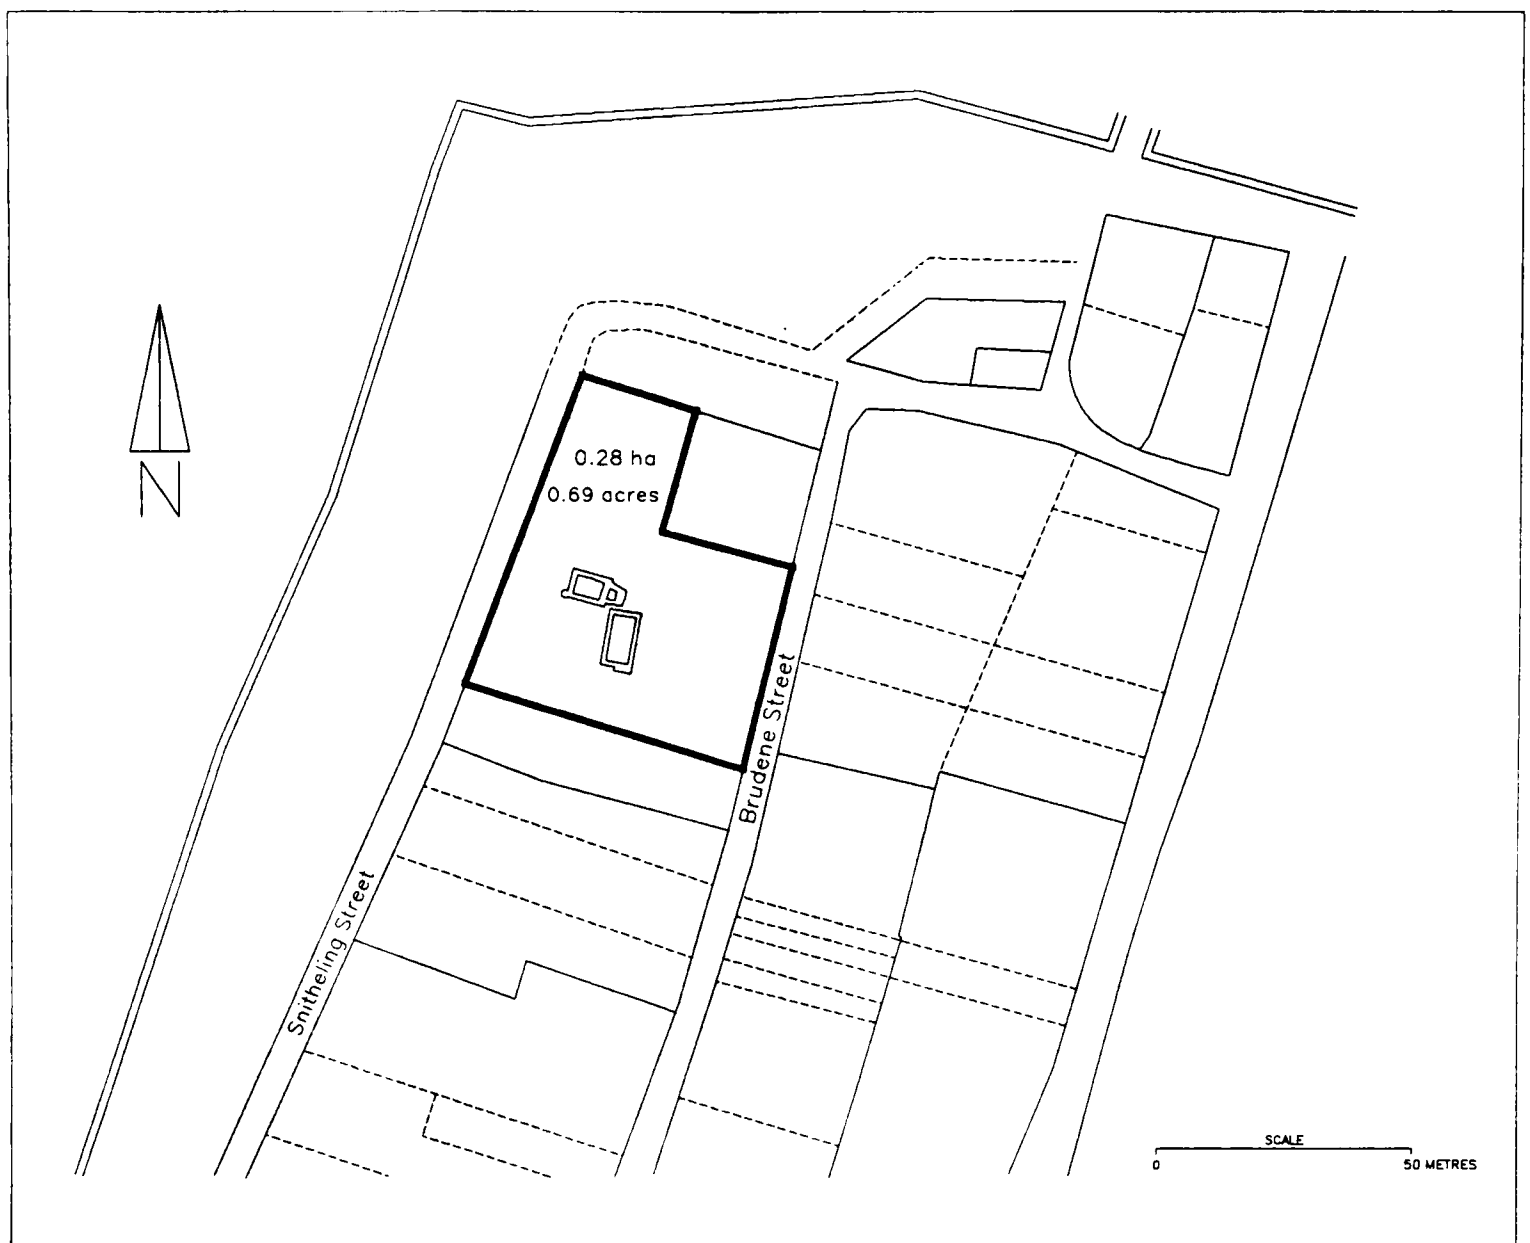 0.28 ha
0.69 acres
N
Brudene Street
Snitheling Street
SCALE
0 50 METRES